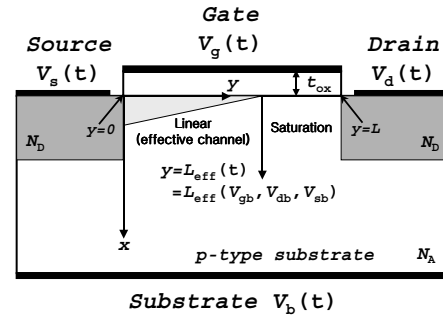 Gate
Source V_g(t) Drain
V_s(t) t_ox V_d(t)
y
y=0 Linear Saturation y=L
(effective channel)
N_D y=L_eff(t) N_D
=L_eff(V_gb, V_db, V_sb)
x
p-type substrate N_A
Substrate V_b(t)